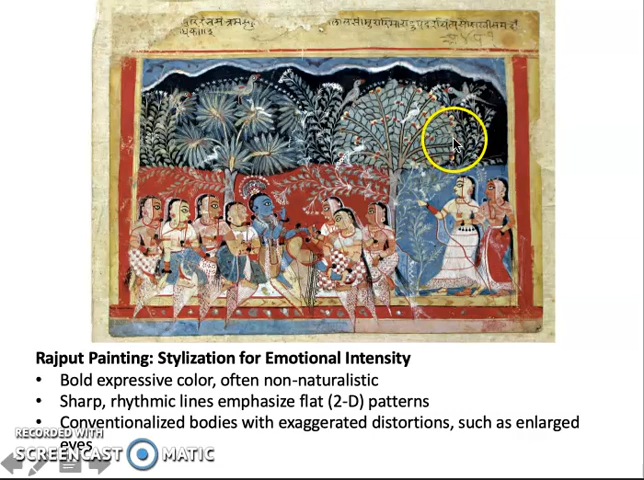 Rajput Painting: Stylization for Emotional Intensity
• Bold expressive color, often non-naturalistic
• Sharp, rhythmic lines emphasize flat (2-D) patterns
• Conventionalized bodies with exaggerated distortions, such as enlarged
eyes
RECORDED WITH
SCREENCAST MATIC